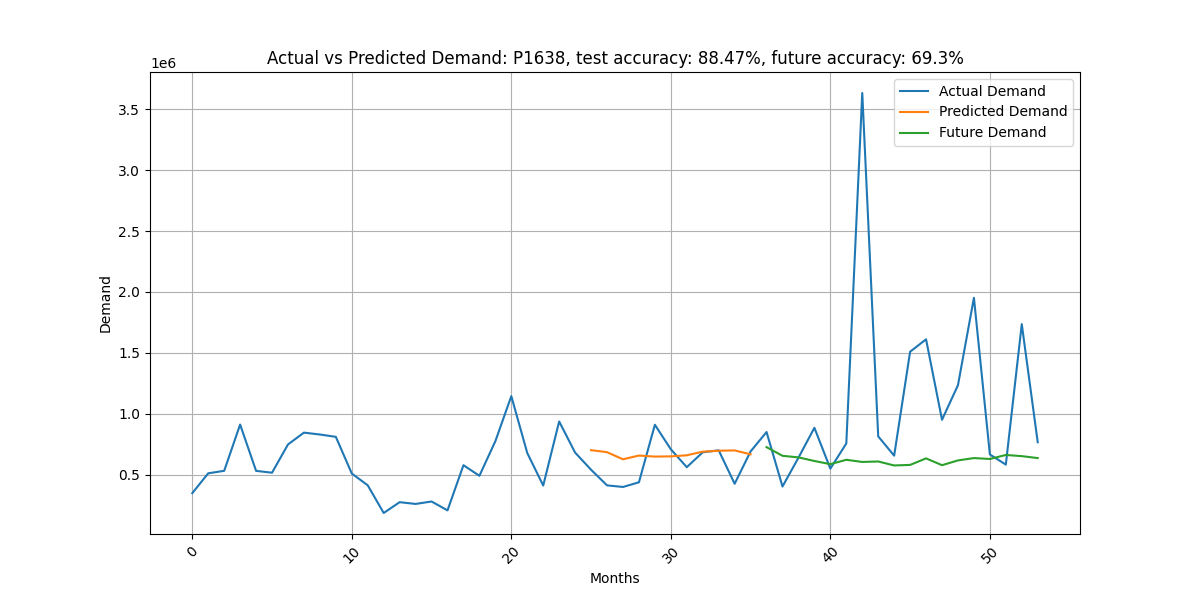 Actual vs Predicted Demand: P1638, test accuracy: 88.47%, future accuracy: 69.3%
1e6
Actual Demand
Predicted Demand
Future Demand
3.5
3.0
2.5
2.0
1.5
1.0
0.5
Demand
0
10
20
30
40
50
Months